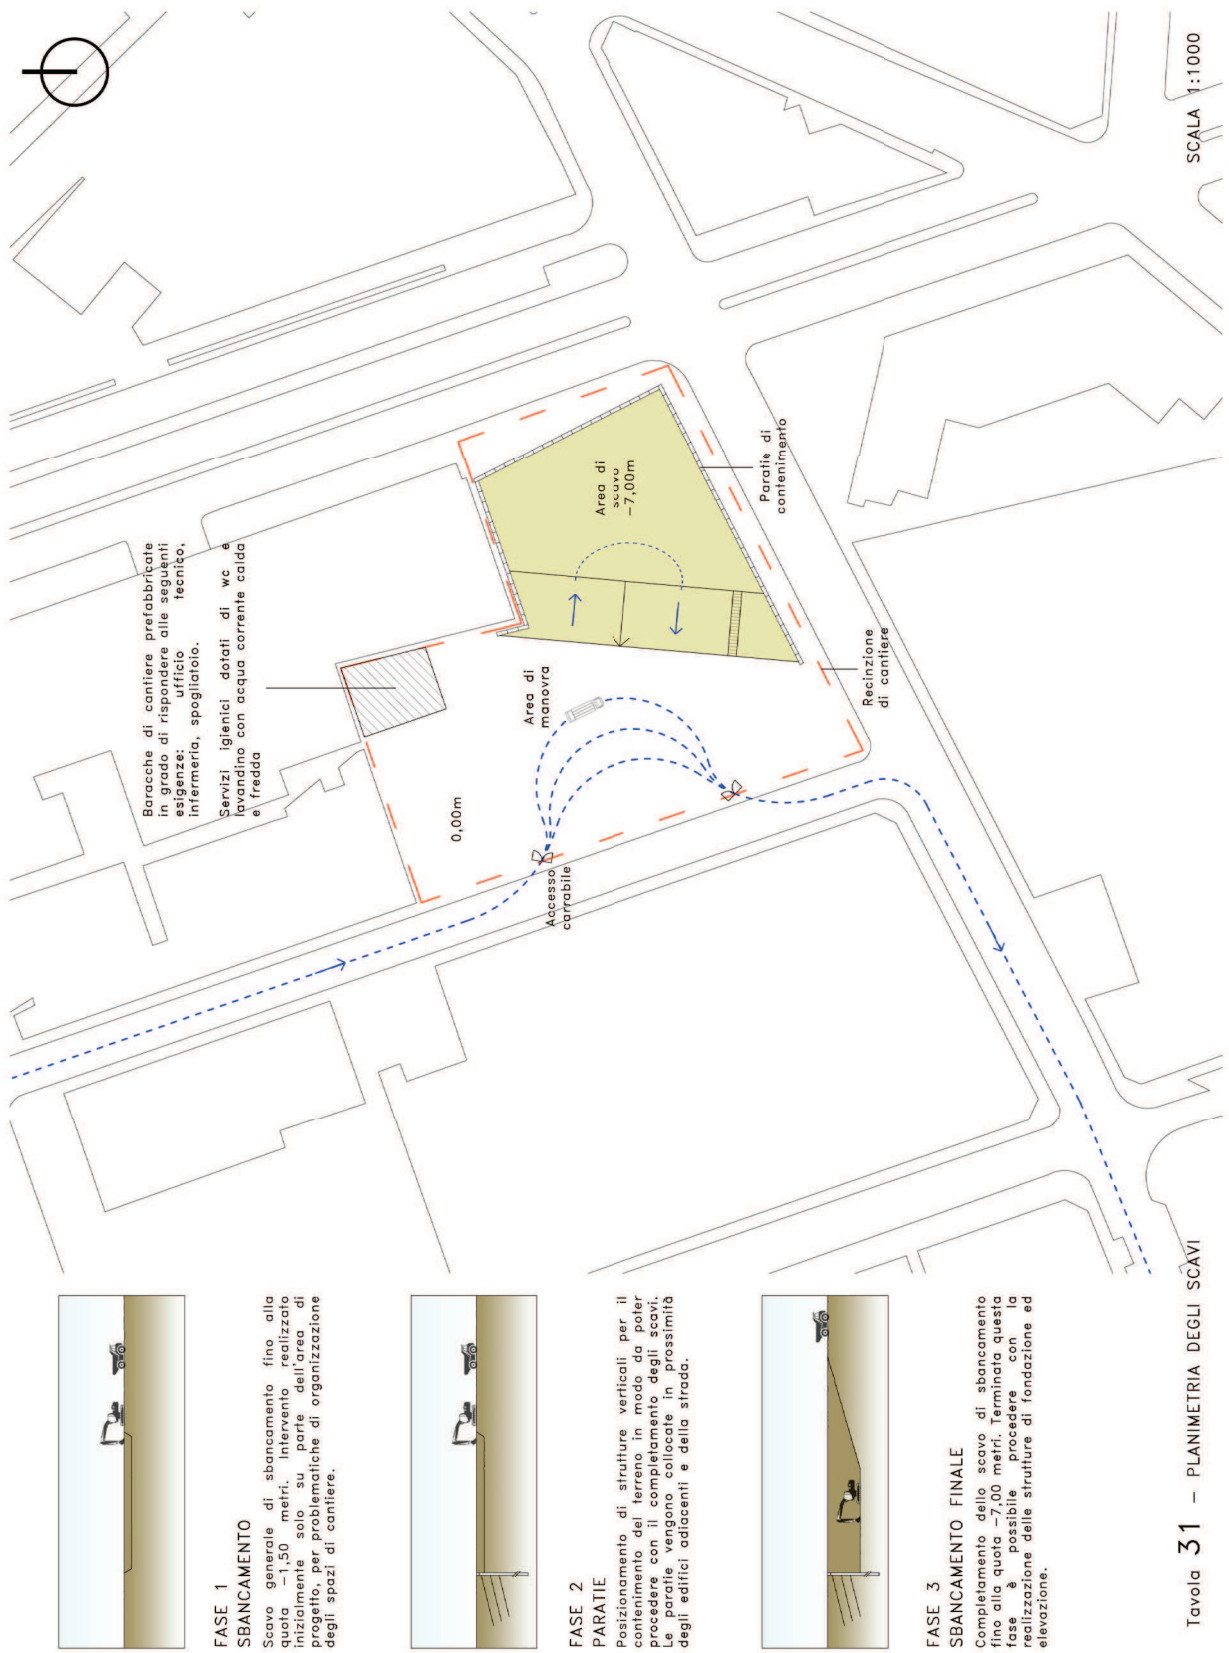 FASE 1
SBANCAMENTO
Scavo generale di sbancamento fino alla
quota -1,50 metri. Intervento realizzato
inizialmente solo su parte dell'area di
progetto, per problematiche di organizzazione
degli spazi di cantiere.
FASE 2
PARATIE
Posizionamento di strutture verticali per il
contenimento del terreno in modo da poter
procedere con il completamento degli scavi.
Le paratie vengono collocate in prossimità
degli edifici adiacenti e della strada.
FASE 3
SBANCAMENTO FINALE
Completamento dello scavo di sbancamento
fino alla quota -7,00 metri. Terminata questa
fase è possibile procedere con la
realizzazione delle strutture di fondazione ed
elevazione.
Baracche di cantiere prefabbricate
in grado di rispondere alle seguenti
esigenze: ufficio tecnico,
infermeria, spogliatoio.
Servizi igienici dotati di wc e
lavandino con acqua corrente calda
e fredda
0,00m
Accesso
carrabile
Area di
manovra
Area di
scavo
-7,00m
Paratie di
contenimento
Recinzione
di cantiere
Tavola 31 – PLANIMETRIA DEGLI SCAVI
SCALA 1:1000